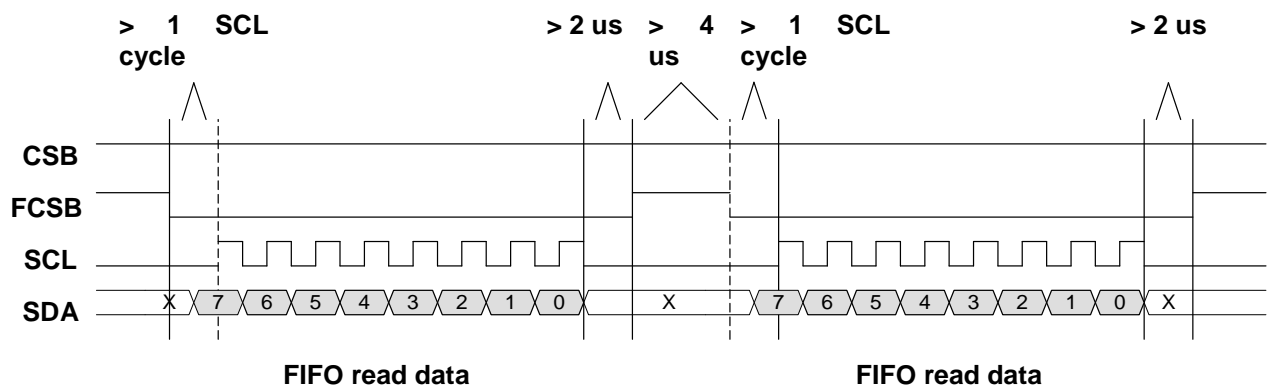 > 1 SCL > 2 us > 4 > 1 SCL > 2 us
cycle us cycle
CSB
FCSB
SCL
SDA X 7 6 5 4 3 2 1 0 X 7 6 5 4 3 2 1 0 X
FIFO read data FIFO read data